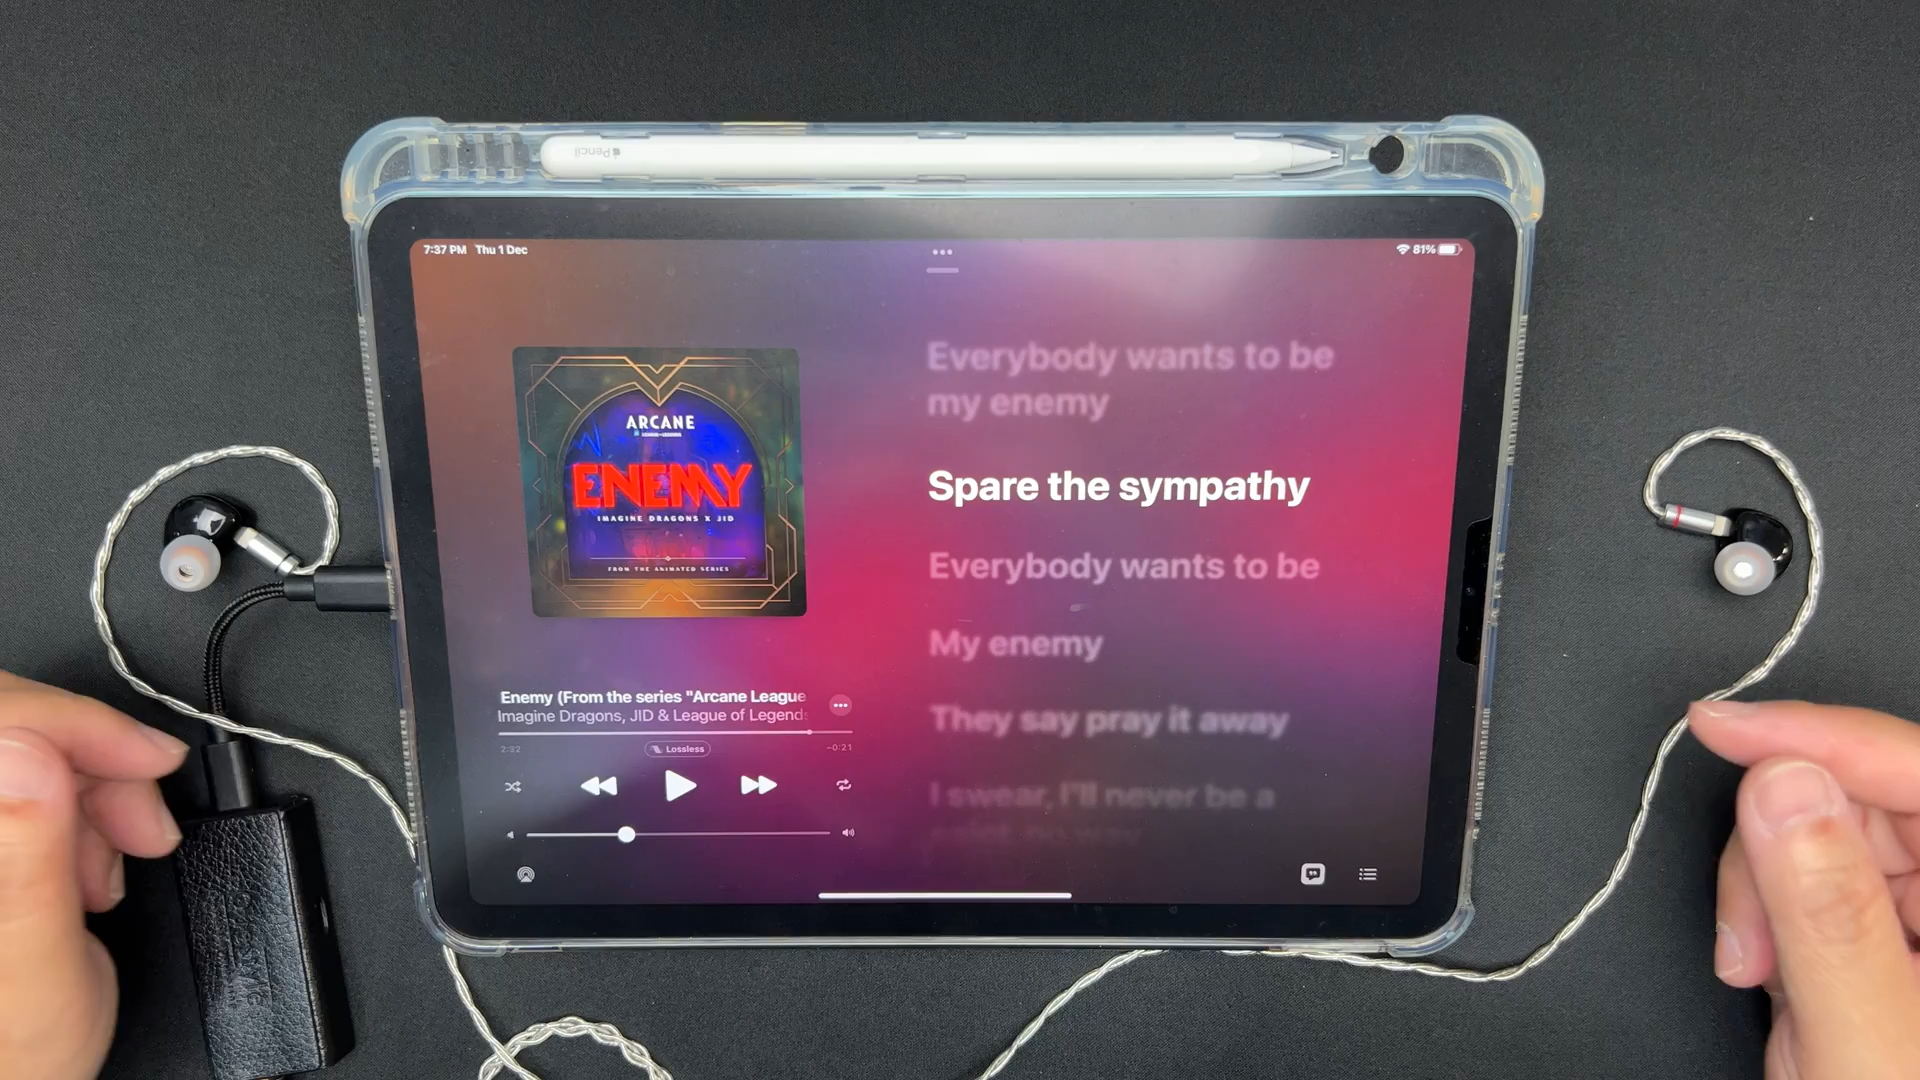 Pencil
7:37 PM Thu 1 Dec
81%
ARCANE
ENEMY
IMAGINE DRAGONS X JID
FROM THE ANIMATED SERIES
Enemy (From the series "Arcane League
Imagine Dragons, JID & League of Legends
2:32
Lossless
-0:21
Everybody wants to be
my enemy
Spare the sympathy
Everybody wants to be
My enemy
They say pray it away
I swear, I'll never be a